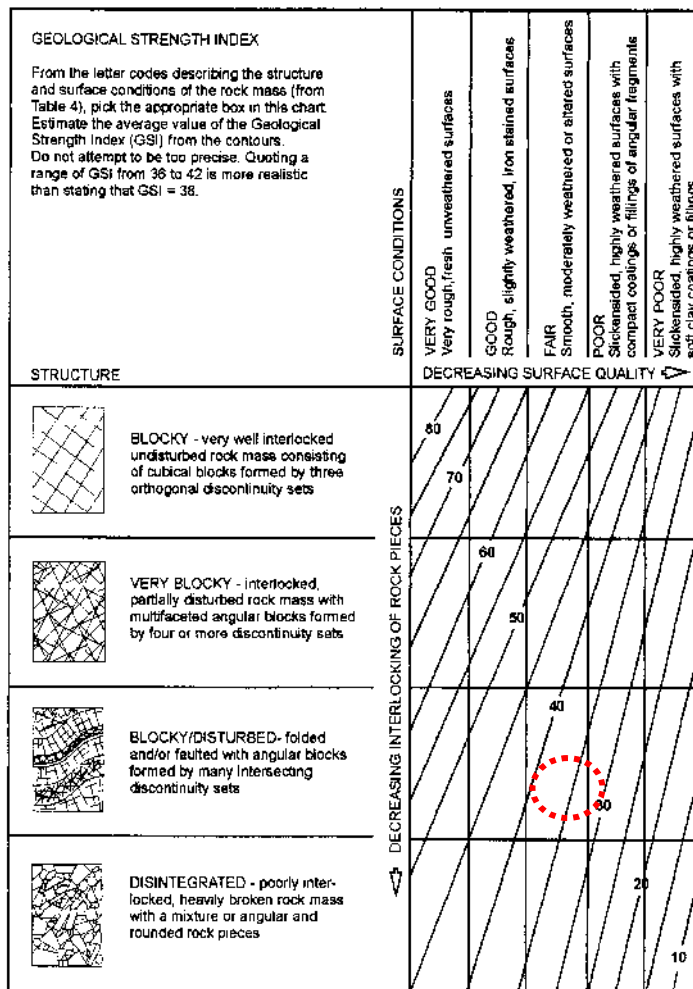 GEOLOGICAL STRENGTH INDEX
From the letter codes describing the structure
and surface conditions of the rock mass (from
Table 4), pick the appropriate box in this chart.
Estimate the average value of the Geological
Strength Index (GSI) from the contours.
Do not attempt to be too precise. Quoting a
range of GSI from 36 to 42 is more realistic
than stating that GSI = 38.
SURFACE CONDITIONS
VERY GOOD
Very rough, fresh unweathered surfaces
GOOD
Rough, slightly weathered, iron stained surfaces
FAIR
Smooth, moderately weathered or altered surfaces
POOR
Slickensided, highly weathered surfaces with
compact coatings or fillings of angular fragments
VERY POOR
Slickensided, highly weathered surfaces with
soft clay coatings or fillings
STRUCTURE
DECREASING SURFACE QUALITY
BLOCKY - very well interlocked
undisturbed rock mass consisting
of cubical blocks formed by three
orthogonal discontinuity sets
VERY BLOCKY - interlocked,
partially disturbed rock mass with
multifaceted angular blocks formed
by four or more discontinuity sets
BLOCKY/DISTURBED- folded
and/or faulted with angular blocks
formed by many intersecting
discontinuity sets
DISINTEGRATED - poorly inter-
locked, heavily broken rock mass
with a mixture or angular and
rounded rock pieces
DECREASING INTERLOCKING OF ROCK PIECES
80
70
60
50
40
30
20
10